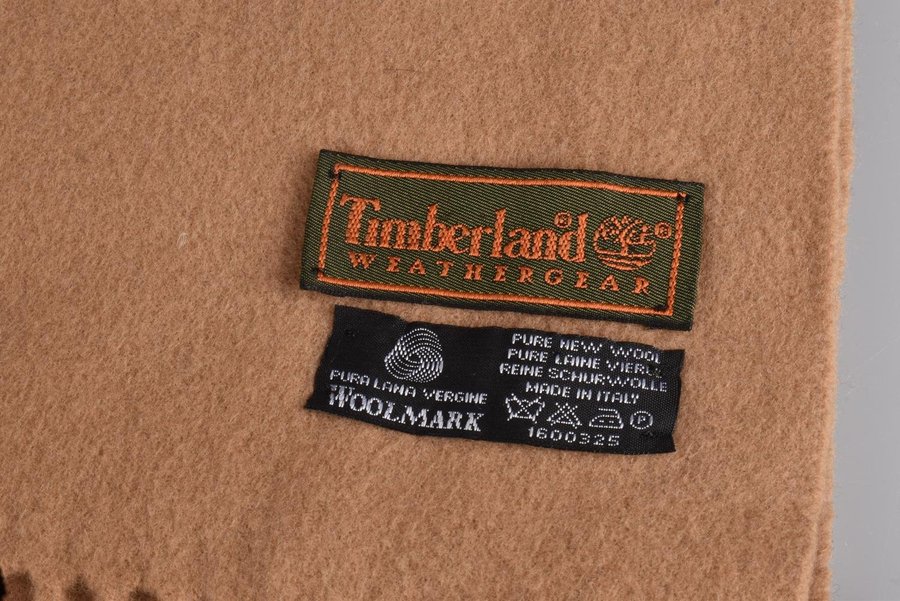 Timberland®
®
WEATHERGEAR
PURA LANA VERGINE
WOOLMARK
PURE NEW WOOL
PURE LAINE VIERGE
REINE SCHURWOLLE
MADE IN ITALY
P
1600325